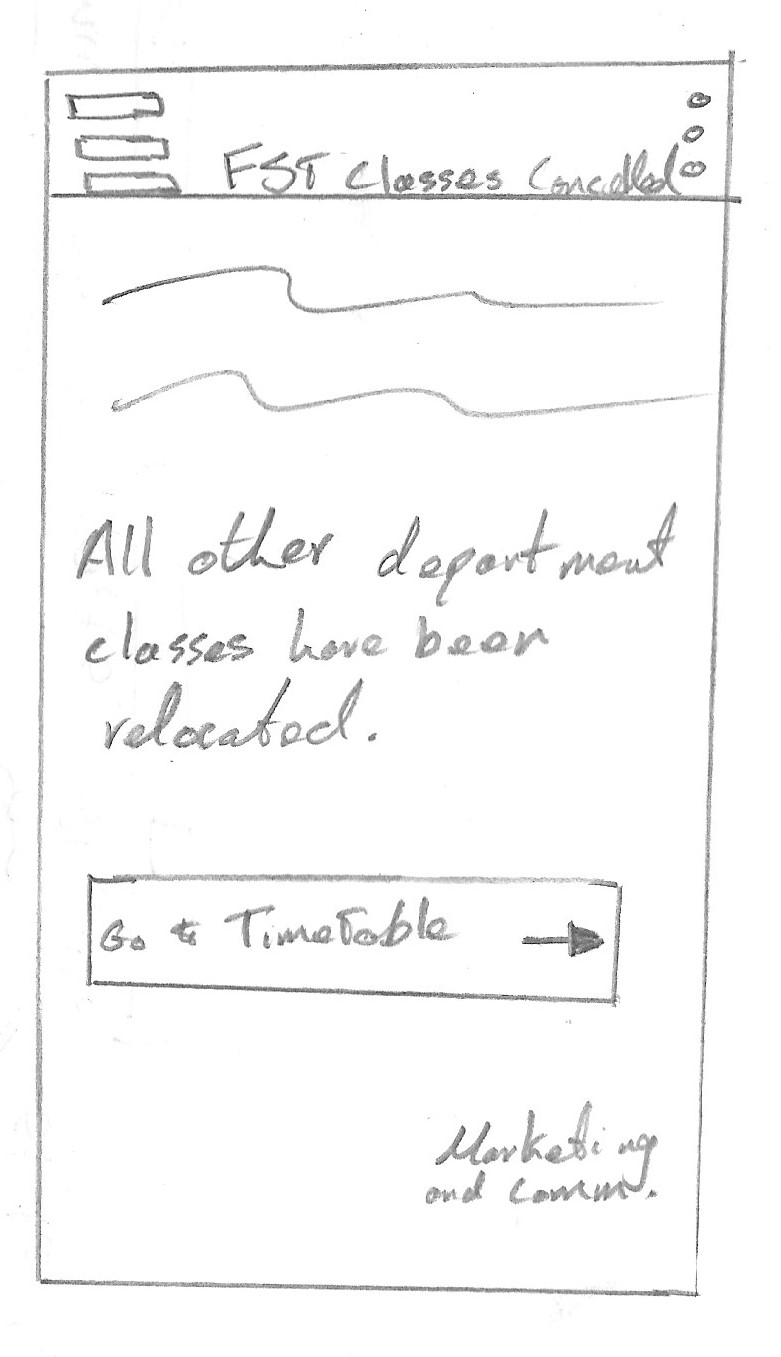 FST Classes Cancelled
All other department
classes have been
relocated.
Go to TimeTable
Marketing
and comm.